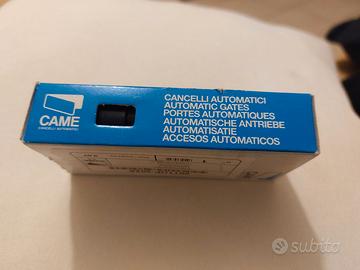 CAME
CANCELLI AUTOMATICI
CANCELLI AUTOMATICI
AUTOMATIC GATES
PORTES AUTOMATIQUES
AUTOMATISCHE ANTRIEBE
AUTOMATISATIE
ACCESOS AUTOMATICOS
subito